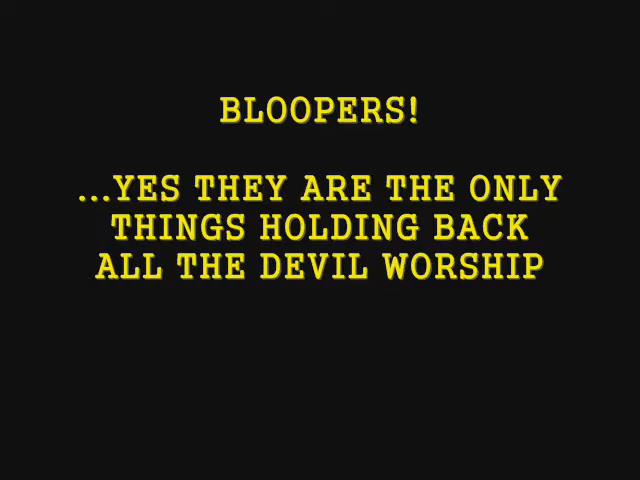 BLOOPERS!
...YES THEY ARE THE ONLY
THINGS HOLDING BACK
ALL THE DEVIL WORSHIP